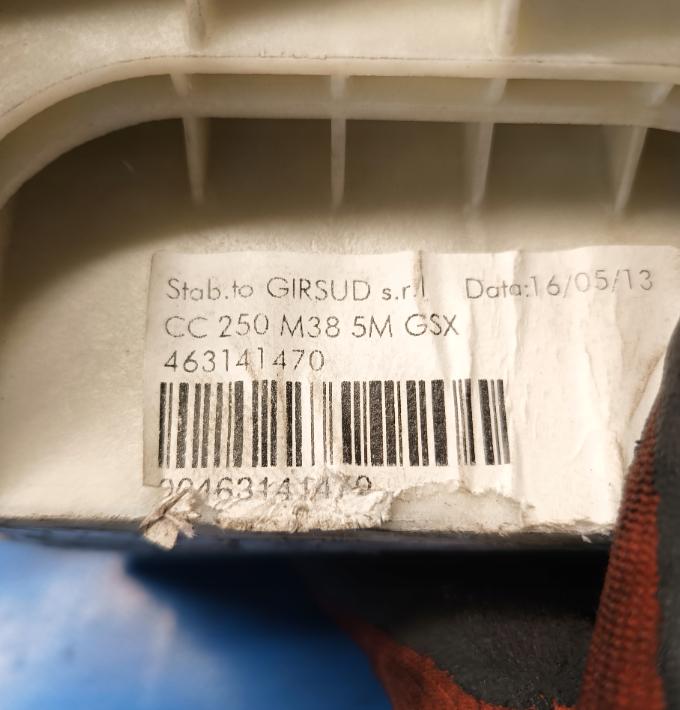 Stab.to GIRSUD s.r.l Data:16/05/13
CC 250 M38 5M GSX
463141470